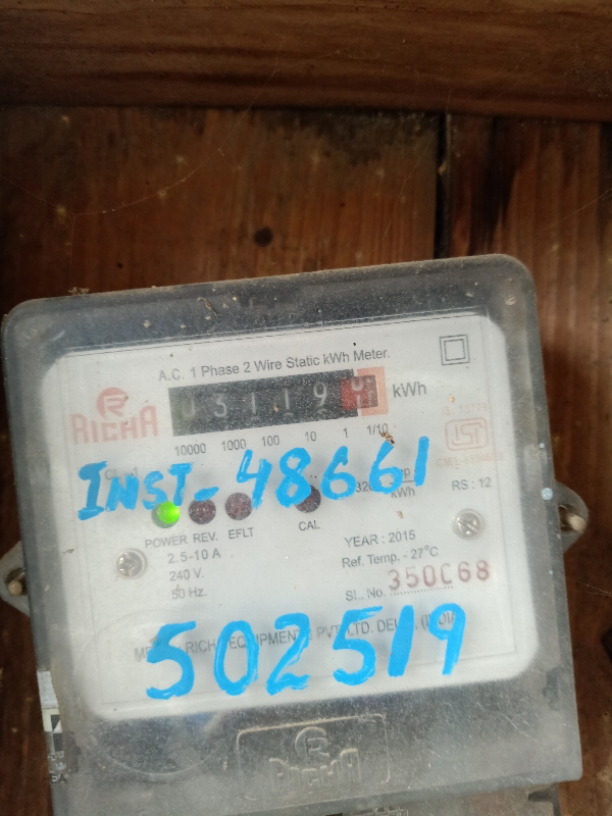 A.C. 1 Phase 2 Wire Static kWh Meter.
RICHA
03119
kWh
10000 1000 100 10 1 1/10
INST-48661
kWh
RS : 12
POWER REV. EFLT CAL
2.5-10 A
240 V.
50 Hz.
YEAR : 2015
Ref. Temp. - 27°C
Sl.. No. 350C68
502519
RICHA